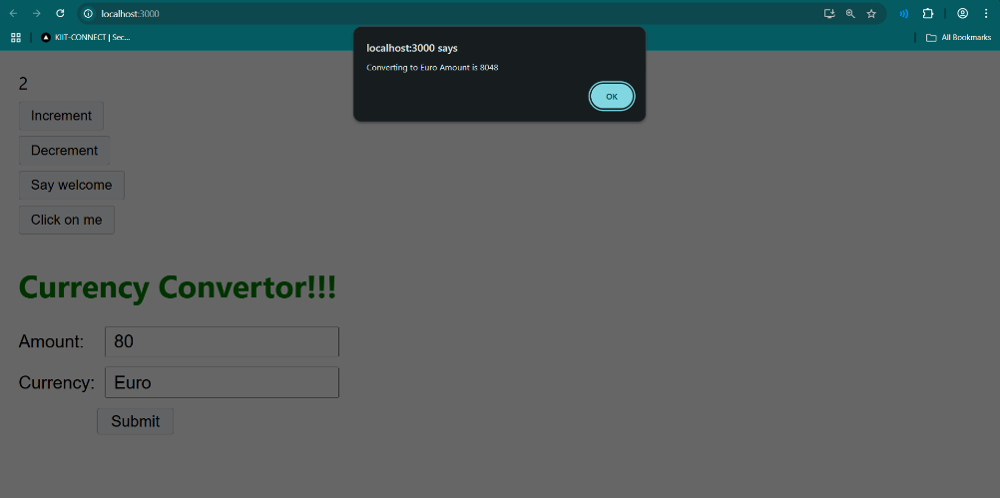 localhost:3000
KIIT-CONNECT | Sec...
All Bookmarks
localhost:3000 says
Converting to Euro Amount is 8048
OK
2
Increment
Decrement
Say welcome
Click on me
Currency Convertor!!!
Amount: 80
Currency: Euro
Submit